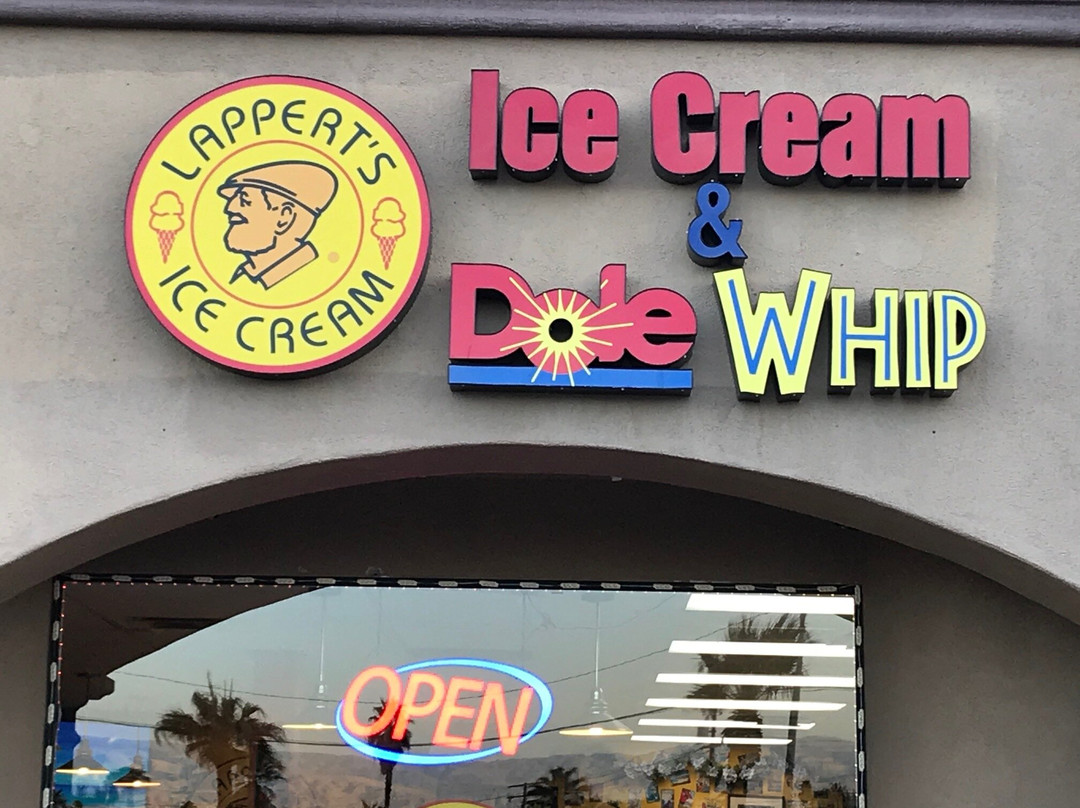 LAPPERT'S
ICE CREAM
Ice Cream
&
Dole WHIP
OPEN